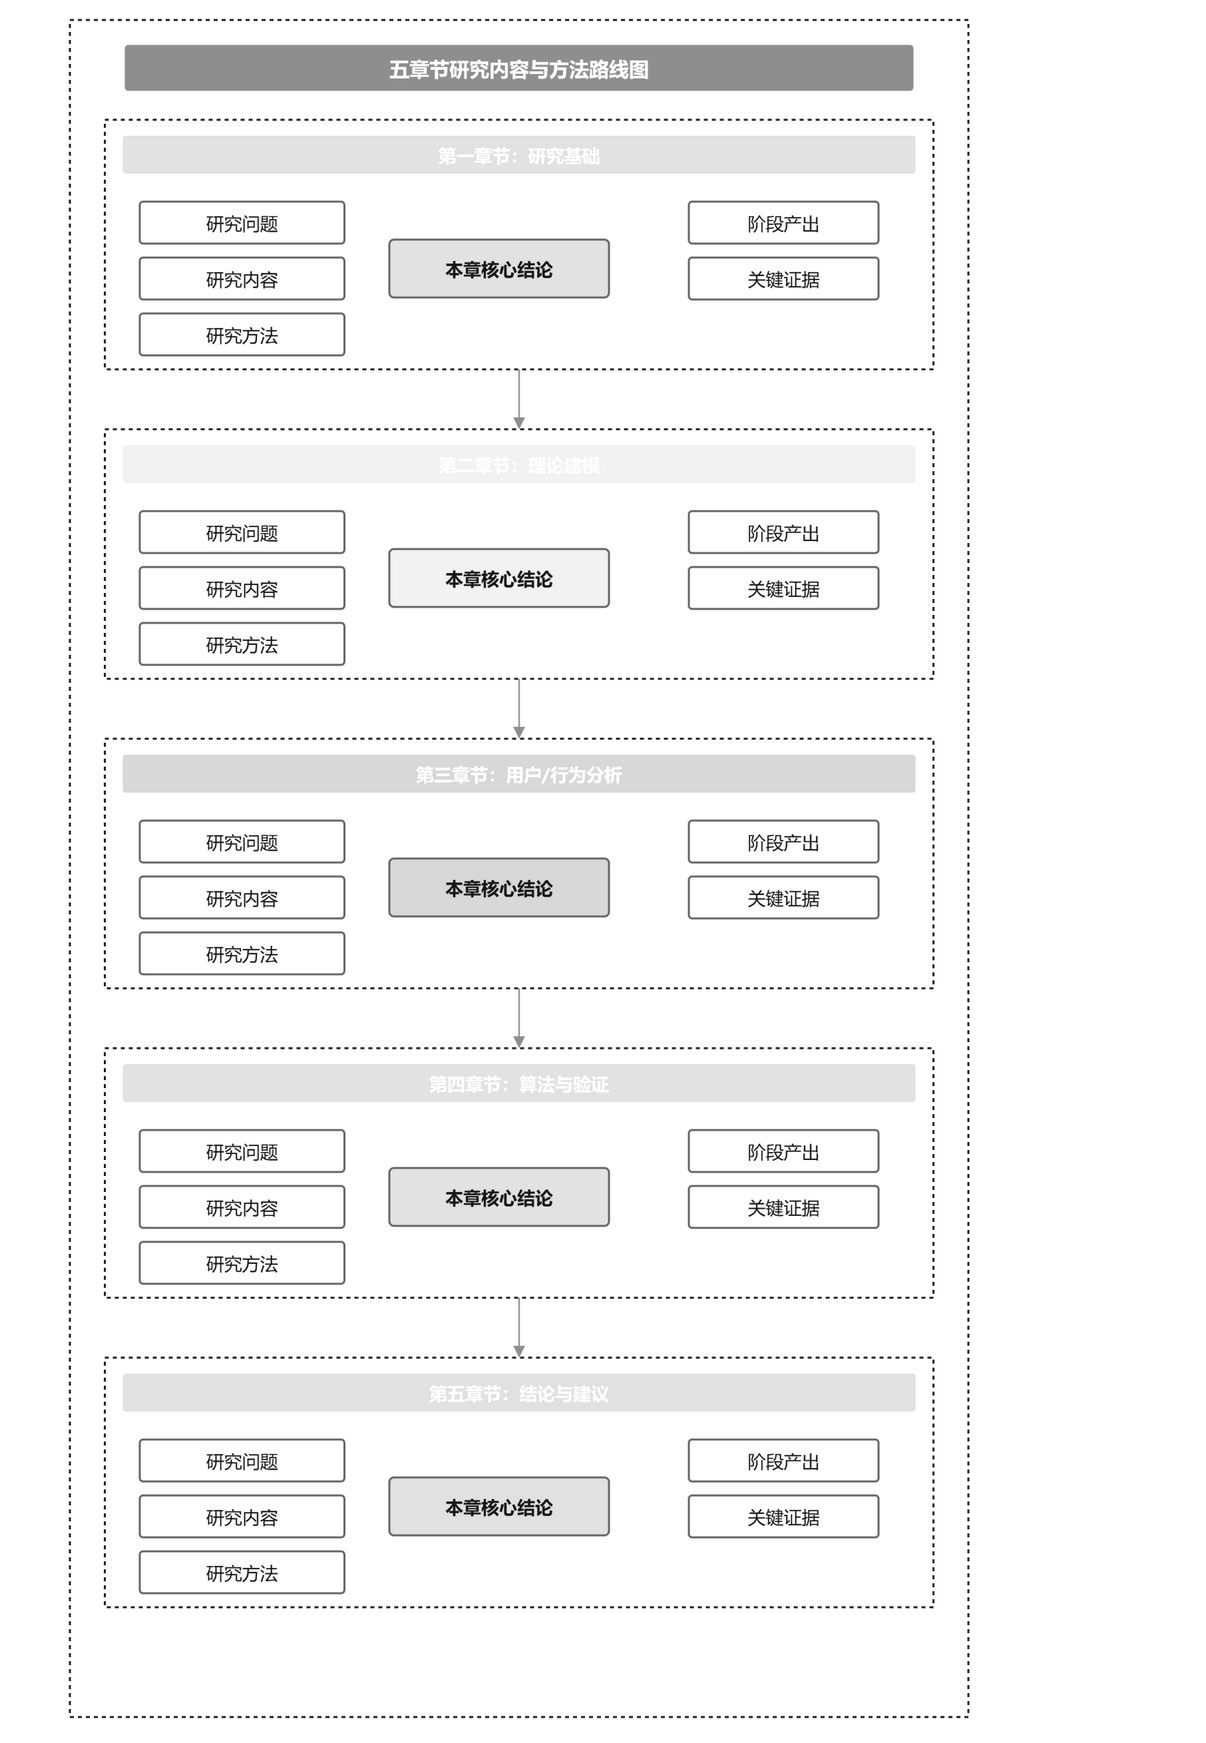 五章节研究内容与方法路线图
第一章节：研究基础
研究问题
研究内容
研究方法
本章核心结论
阶段产出
关键证据
第二章节：理论建模
研究问题
研究内容
研究方法
本章核心结论
阶段产出
关键证据
第三章节：用户/行为分析
研究问题
研究内容
研究方法
本章核心结论
阶段产出
关键证据
第四章节：算法与验证
研究问题
研究内容
研究方法
本章核心结论
阶段产出
关键证据
第五章节：结论与建议
研究问题
研究内容
研究方法
本章核心结论
阶段产出
关键证据